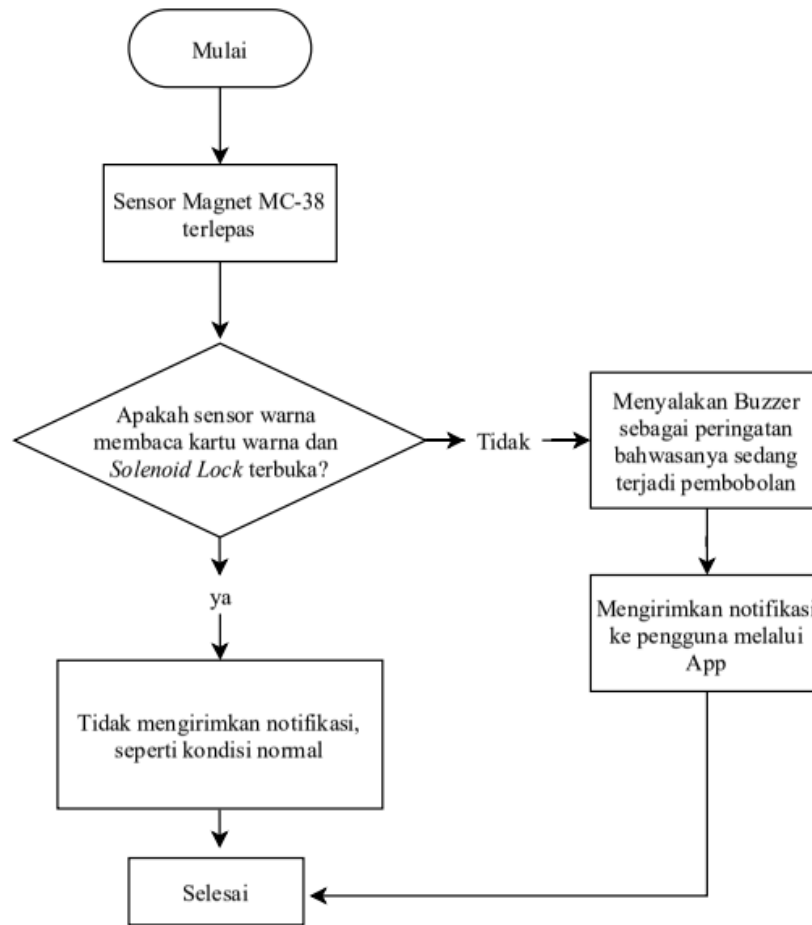 Mulai
Sensor Magnet MC-38
terlepas
Apakah sensor warna
membaca kartu warna dan
Solenoid Lock terbuka?
Tidak
Menyalakan Buzzer
sebagai peringatan
bahwasanya sedang
terjadi pembobolan
Mengirimkan notifikasi
ke pengguna melalui
App
ya
Tidak mengirimkan notifikasi,
seperti kondisi normal
Selesai